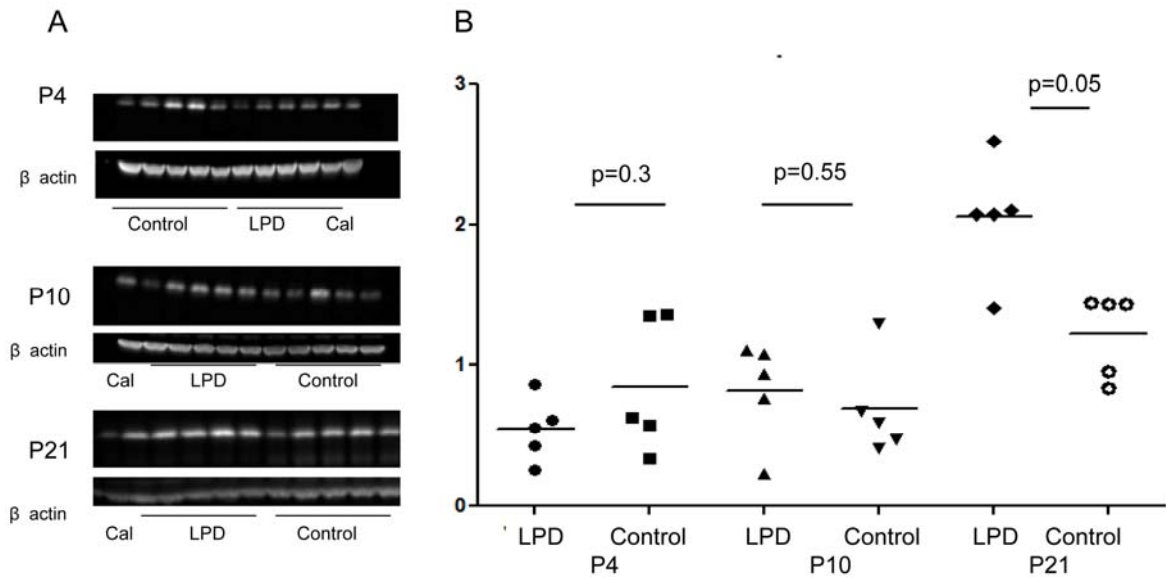 A
P4
β actin
Control LPD Cal
P10
β actin
Cal LPD Control
P21
β actin
Cal LPD Control
B
3
2
1
0
p=0.3
p=0.55
p=0.05
LPD Control LPD Control LPD Control
P4 P10 P21